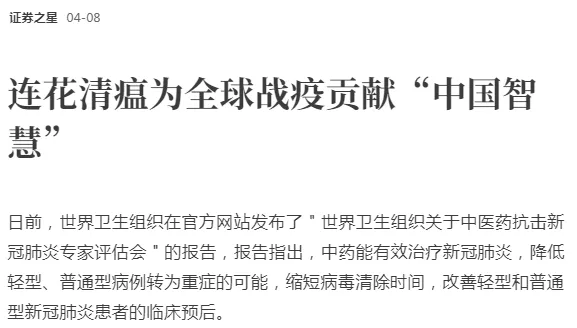 证券之星 04-08
连花清瘟为全球战疫贡献“中国智
慧”
日前，世界卫生组织在官方网站发布了＂世界卫生组织关于中医药抗击新
冠肺炎专家评估会＂的报告，报告指出，中药能有效治疗新冠肺炎，降低
轻型、普通型病例转为重症的可能，缩短病毒清除时间，改善轻型和普通
型新冠肺炎患者的临床预后。